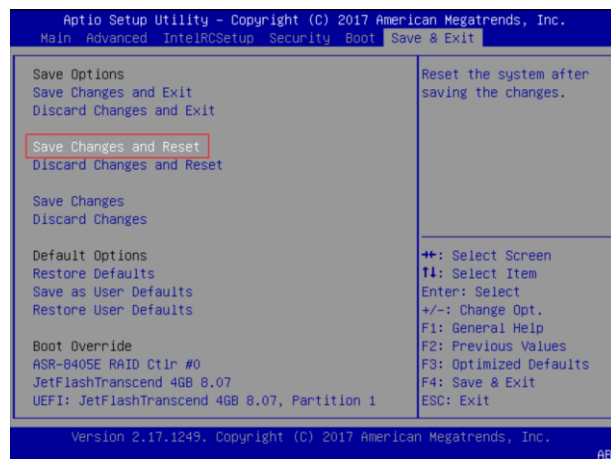 Aptio Setup Utility – Copyright (C) 2017 American Megatrends, Inc.
Main Advanced IntelRCSetup Security Boot Save & Exit
Save Options
Save Changes and Exit
Discard Changes and Exit
Save Changes and Reset
Discard Changes and Reset
Save Changes
Discard Changes
Default Options
Restore Defaults
Save as User Defaults
Restore User Defaults
Boot Override
ASR-8405E RAID Ctlr #0
JetFlashTranscend 4GB 8.07
UEFI: JetFlashTranscend 4GB 8.07, Partition 1
Reset the system after
saving the changes.
→←: Select Screen
↑↓: Select Item
Enter: Select
+/-: Change Opt.
F1: General Help
F2: Previous Values
F3: Optimized Defaults
F4: Save & Exit
ESC: Exit
Version 2.17.1249. Copyright (C) 2017 American Megatrends, Inc.
AB